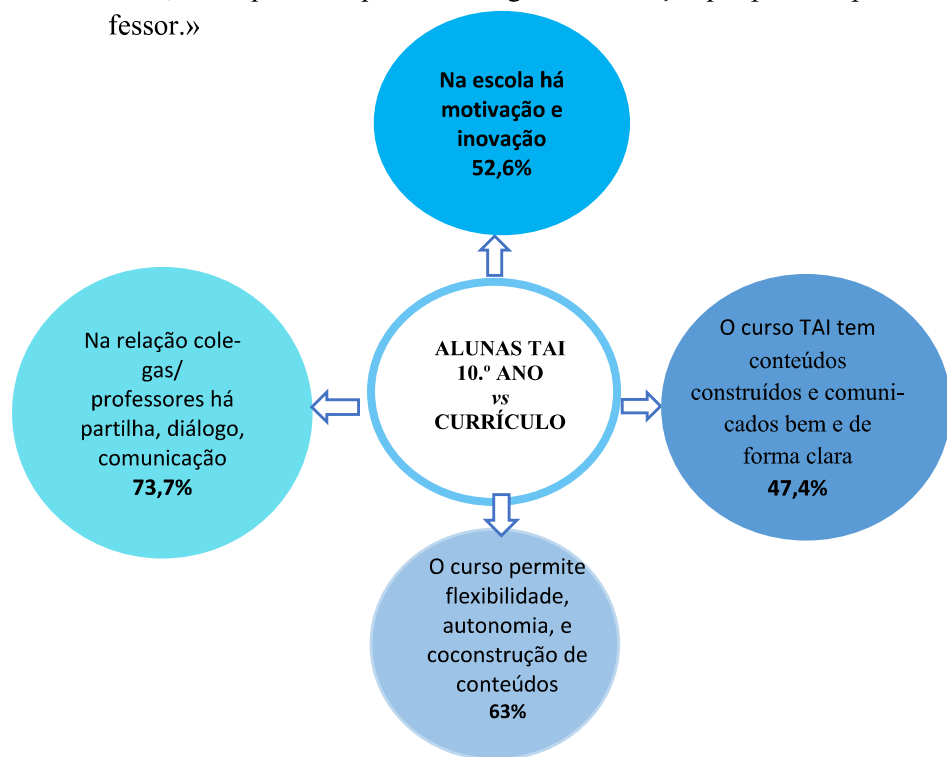 fessor.»
Na escola há
motivação e
inovação
52,6%
Na relação cole-
gas/
professores há
partilha, diálogo,
comunicação
73,7%
ALUNAS TAI
10.º ANO
vs
CURRÍCULO
O curso TAI tem
conteúdos
construídos e comuni-
cados bem e de
forma clara
47,4%
O curso permite
flexibilidade,
autonomia, e
coconstrução de
conteúdos
63%